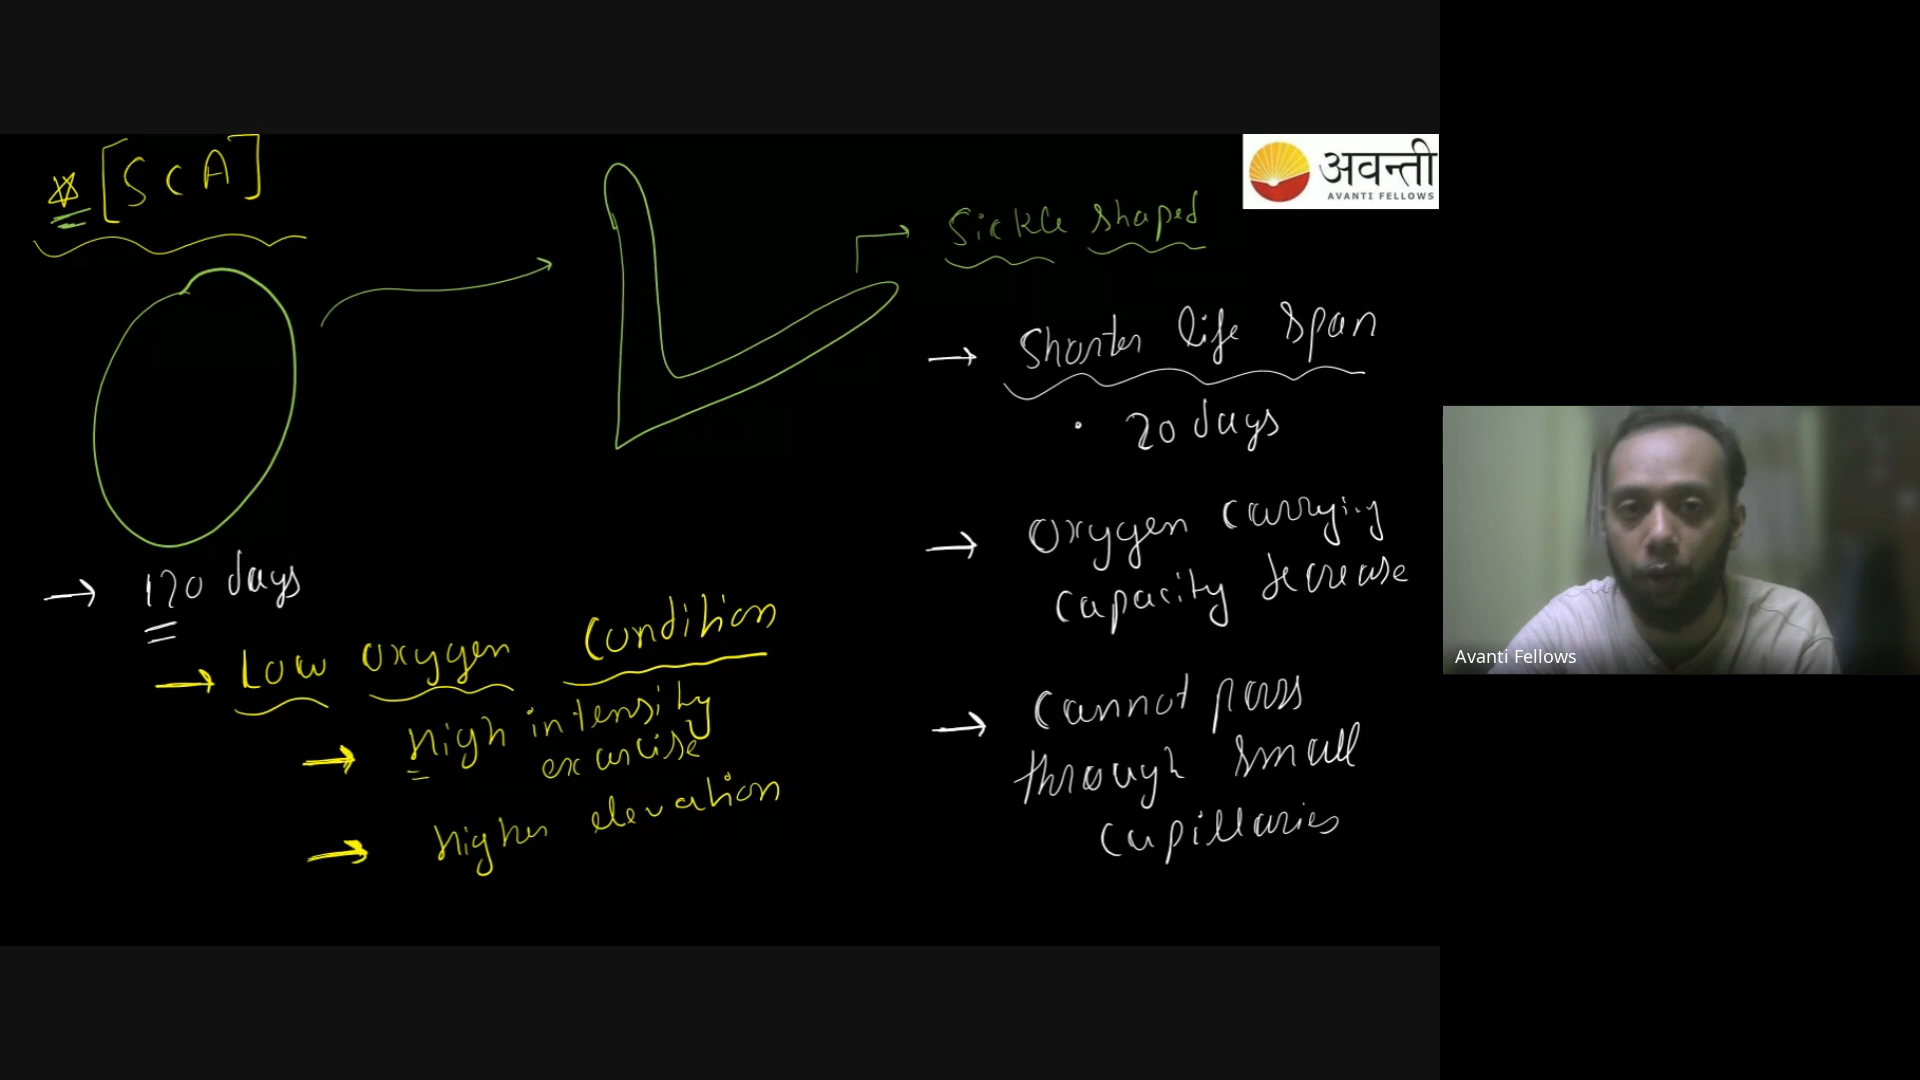 [SCA]
120 days
Low oxygen condition
High intensity
exercise
Higher elevation
Sickle shaped
Shorter life span
20 days
Oxygen carrying
capacity decrease
Cannot pass
through small
capillaries
अवन्ती
AVANTI FELLOWS
Avanti Fellows